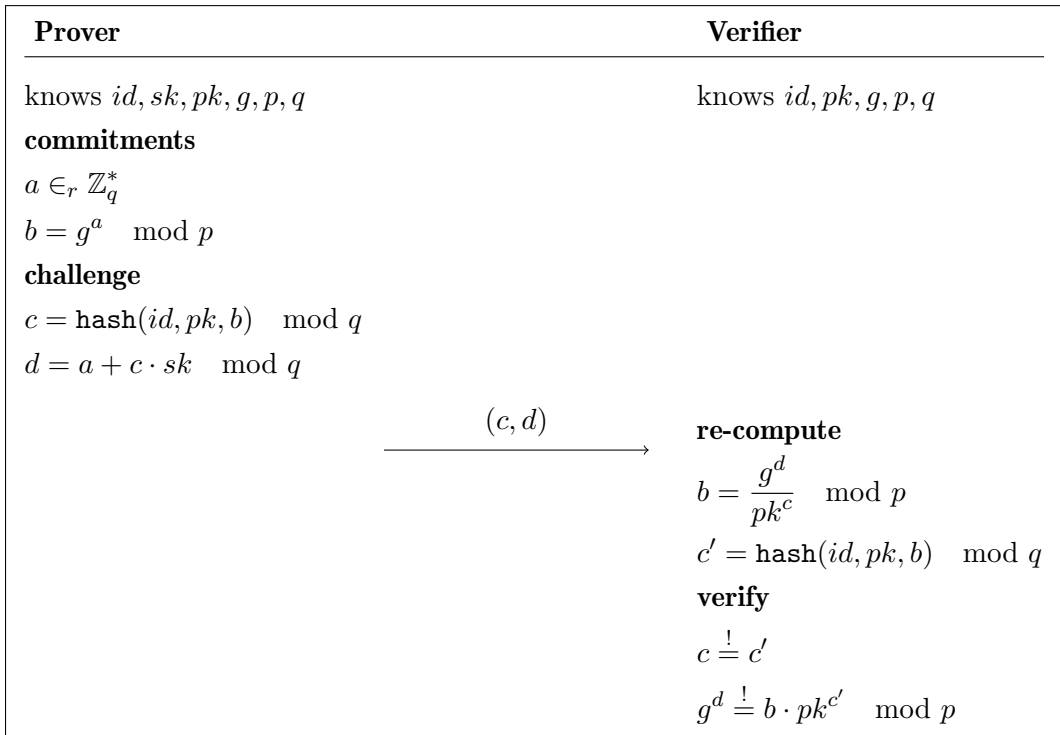 Prover Verifier
knows id, sk, pk, g, p, q knows id, pk, g, p, q
commitments
a ∈_r ℤ_q^*
b = g^a mod p
challenge
c = hash(id, pk, b) mod q
d = a + c · sk mod q
(c, d)
re-compute
b = g^d / pk^c mod p
c′ = hash(id, pk, b) mod q
verify
c =^! c′
g^d =^! b · pk^{c′} mod p